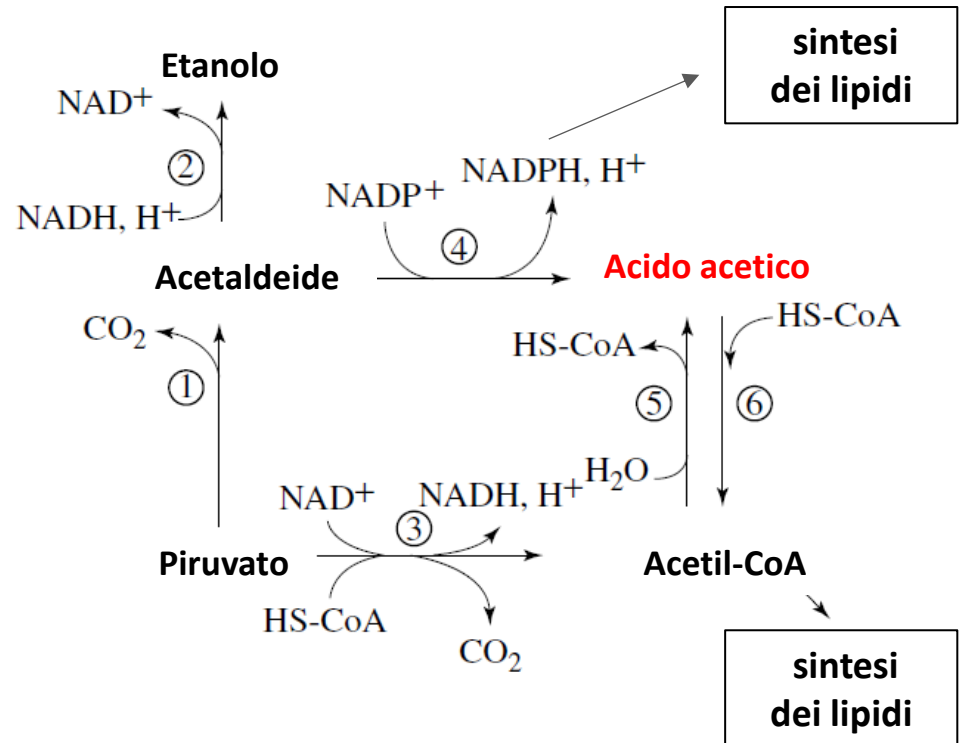 sintesi
dei lipidi
Etanolo
NAD+
②
NADH, H+
NADP+
NADPH, H+
④
Acetaldeide
Acido acetico
CO2
HS-CoA
HS-CoA
①
⑤
⑥
H2O
NAD+
NADH, H+
③
Piruvato
Acetil-CoA
HS-CoA
CO2
sintesi
dei lipidi